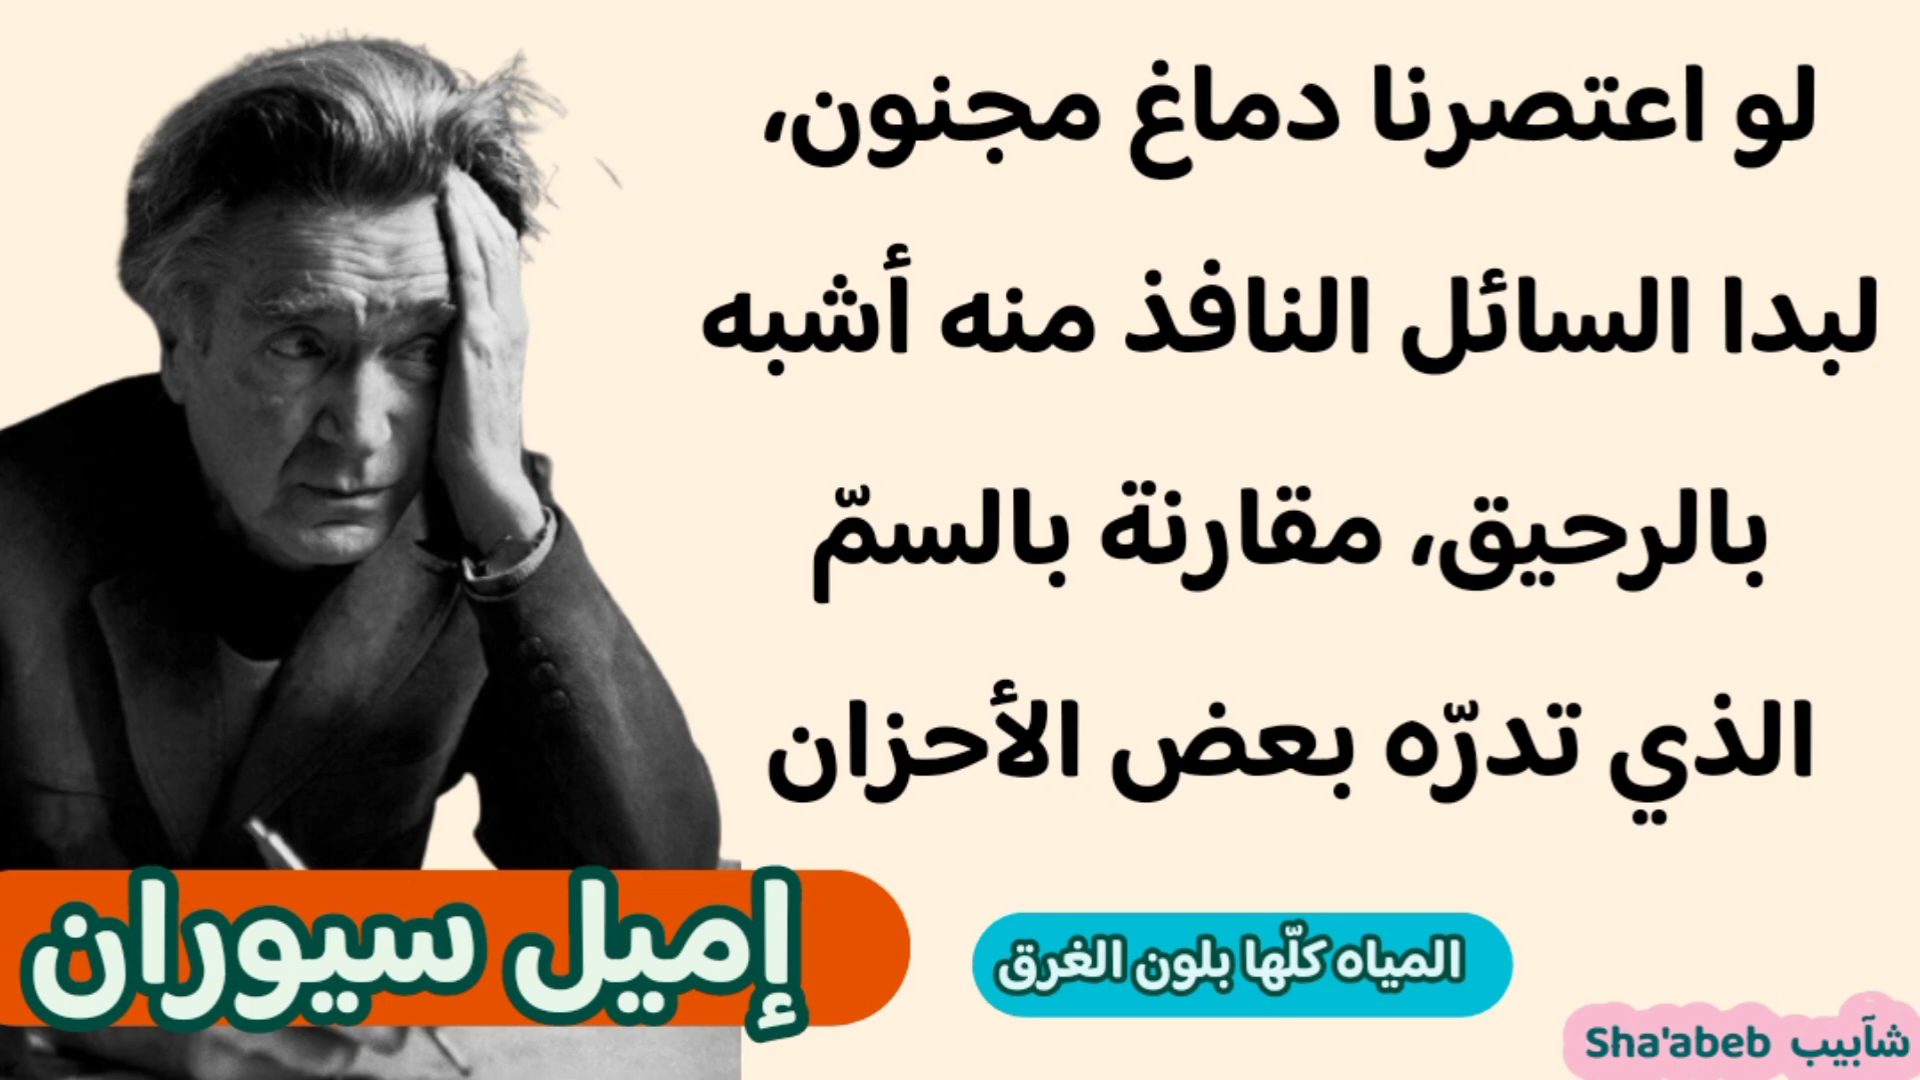 لو اعتصرنا دماغ مجنون،
لبدا السائل النافذ منه أشبه
بالرحيق، مقارنة بالسمّ
الذي تدرّه بعض الأحزان
إميل سيوران
المياه كلّها بلون الغرق
شآبيب Sha'abeb